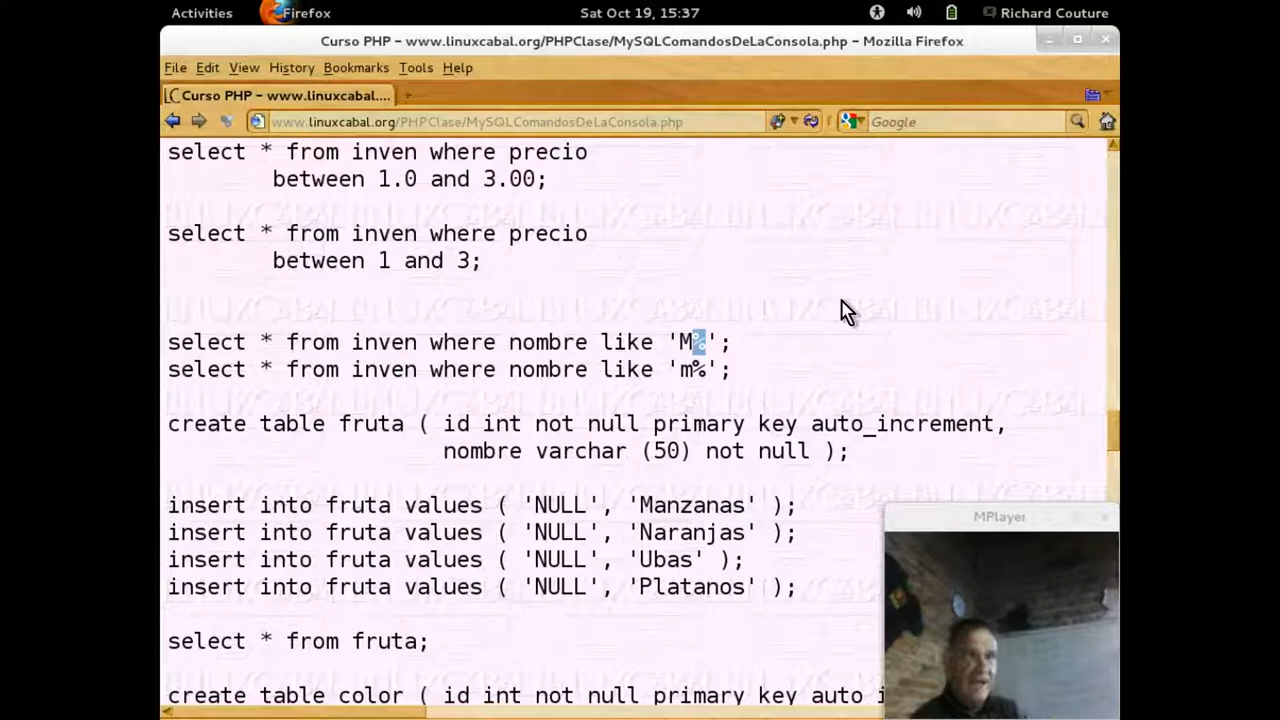 Activities Firefox Sat Oct 19, 15:37 Richard Couture
Curso PHP – www.linuxcabal.org/PHPClase/MySQLComandosDeLaConsola.php – Mozilla Firefox
File Edit View History Bookmarks Tools Help
Curso PHP – www.linuxcabal....
www.linuxcabal.org/PHPClase/MySQLComandosDeLaConsola.php Google
select * from inven where precio
between 1.0 and 3.00;
select * from inven where precio
between 1 and 3;
select * from inven where nombre like 'M%';
select * from inven where nombre like 'm%';
create table fruta ( id int not null primary key auto_increment,
nombre varchar (50) not null );
insert into fruta values ( 'NULL', 'Manzanas' );
insert into fruta values ( 'NULL', 'Naranjas' );
insert into fruta values ( 'NULL', 'Ubas' );
insert into fruta values ( 'NULL', 'Platanos' );
MPlayer
select * from fruta;
create table color ( id int not null primary key auto